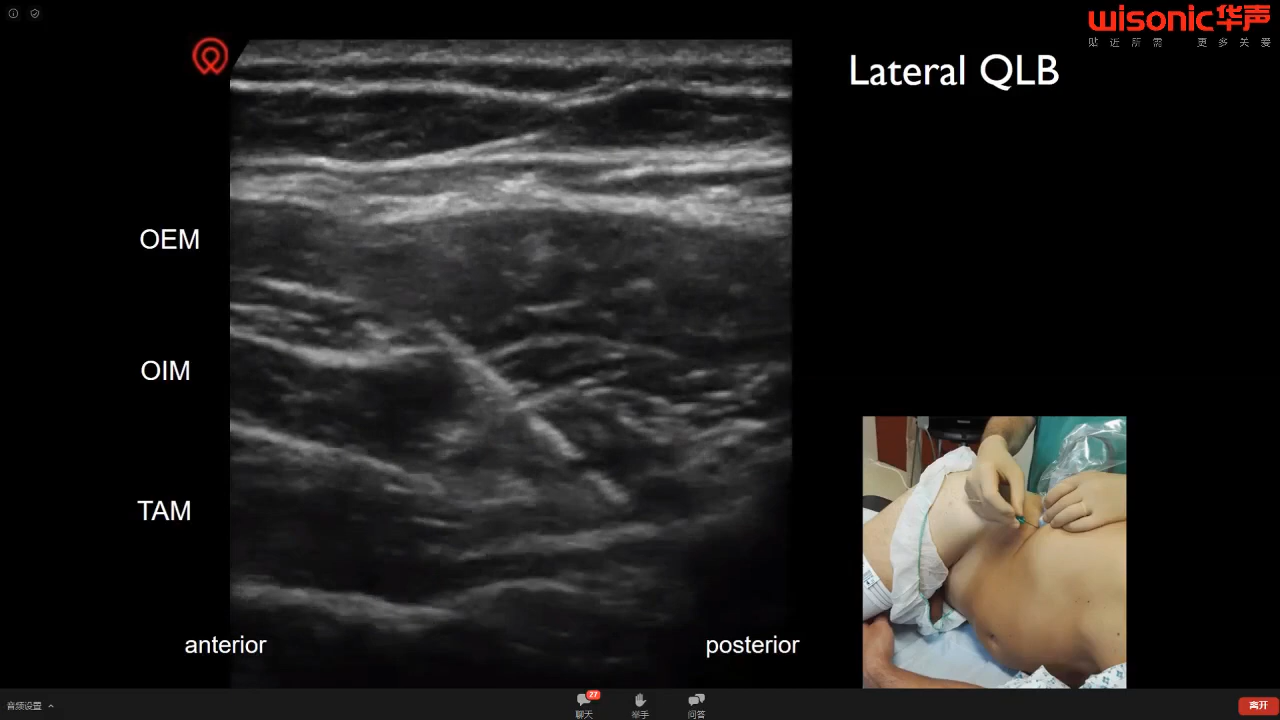 wisonic华声
贴近所需 更多关爱
Lateral QLB
OEM
OIM
TAM
anterior
posterior
音频设置
27
聊天
举手
问答
离开